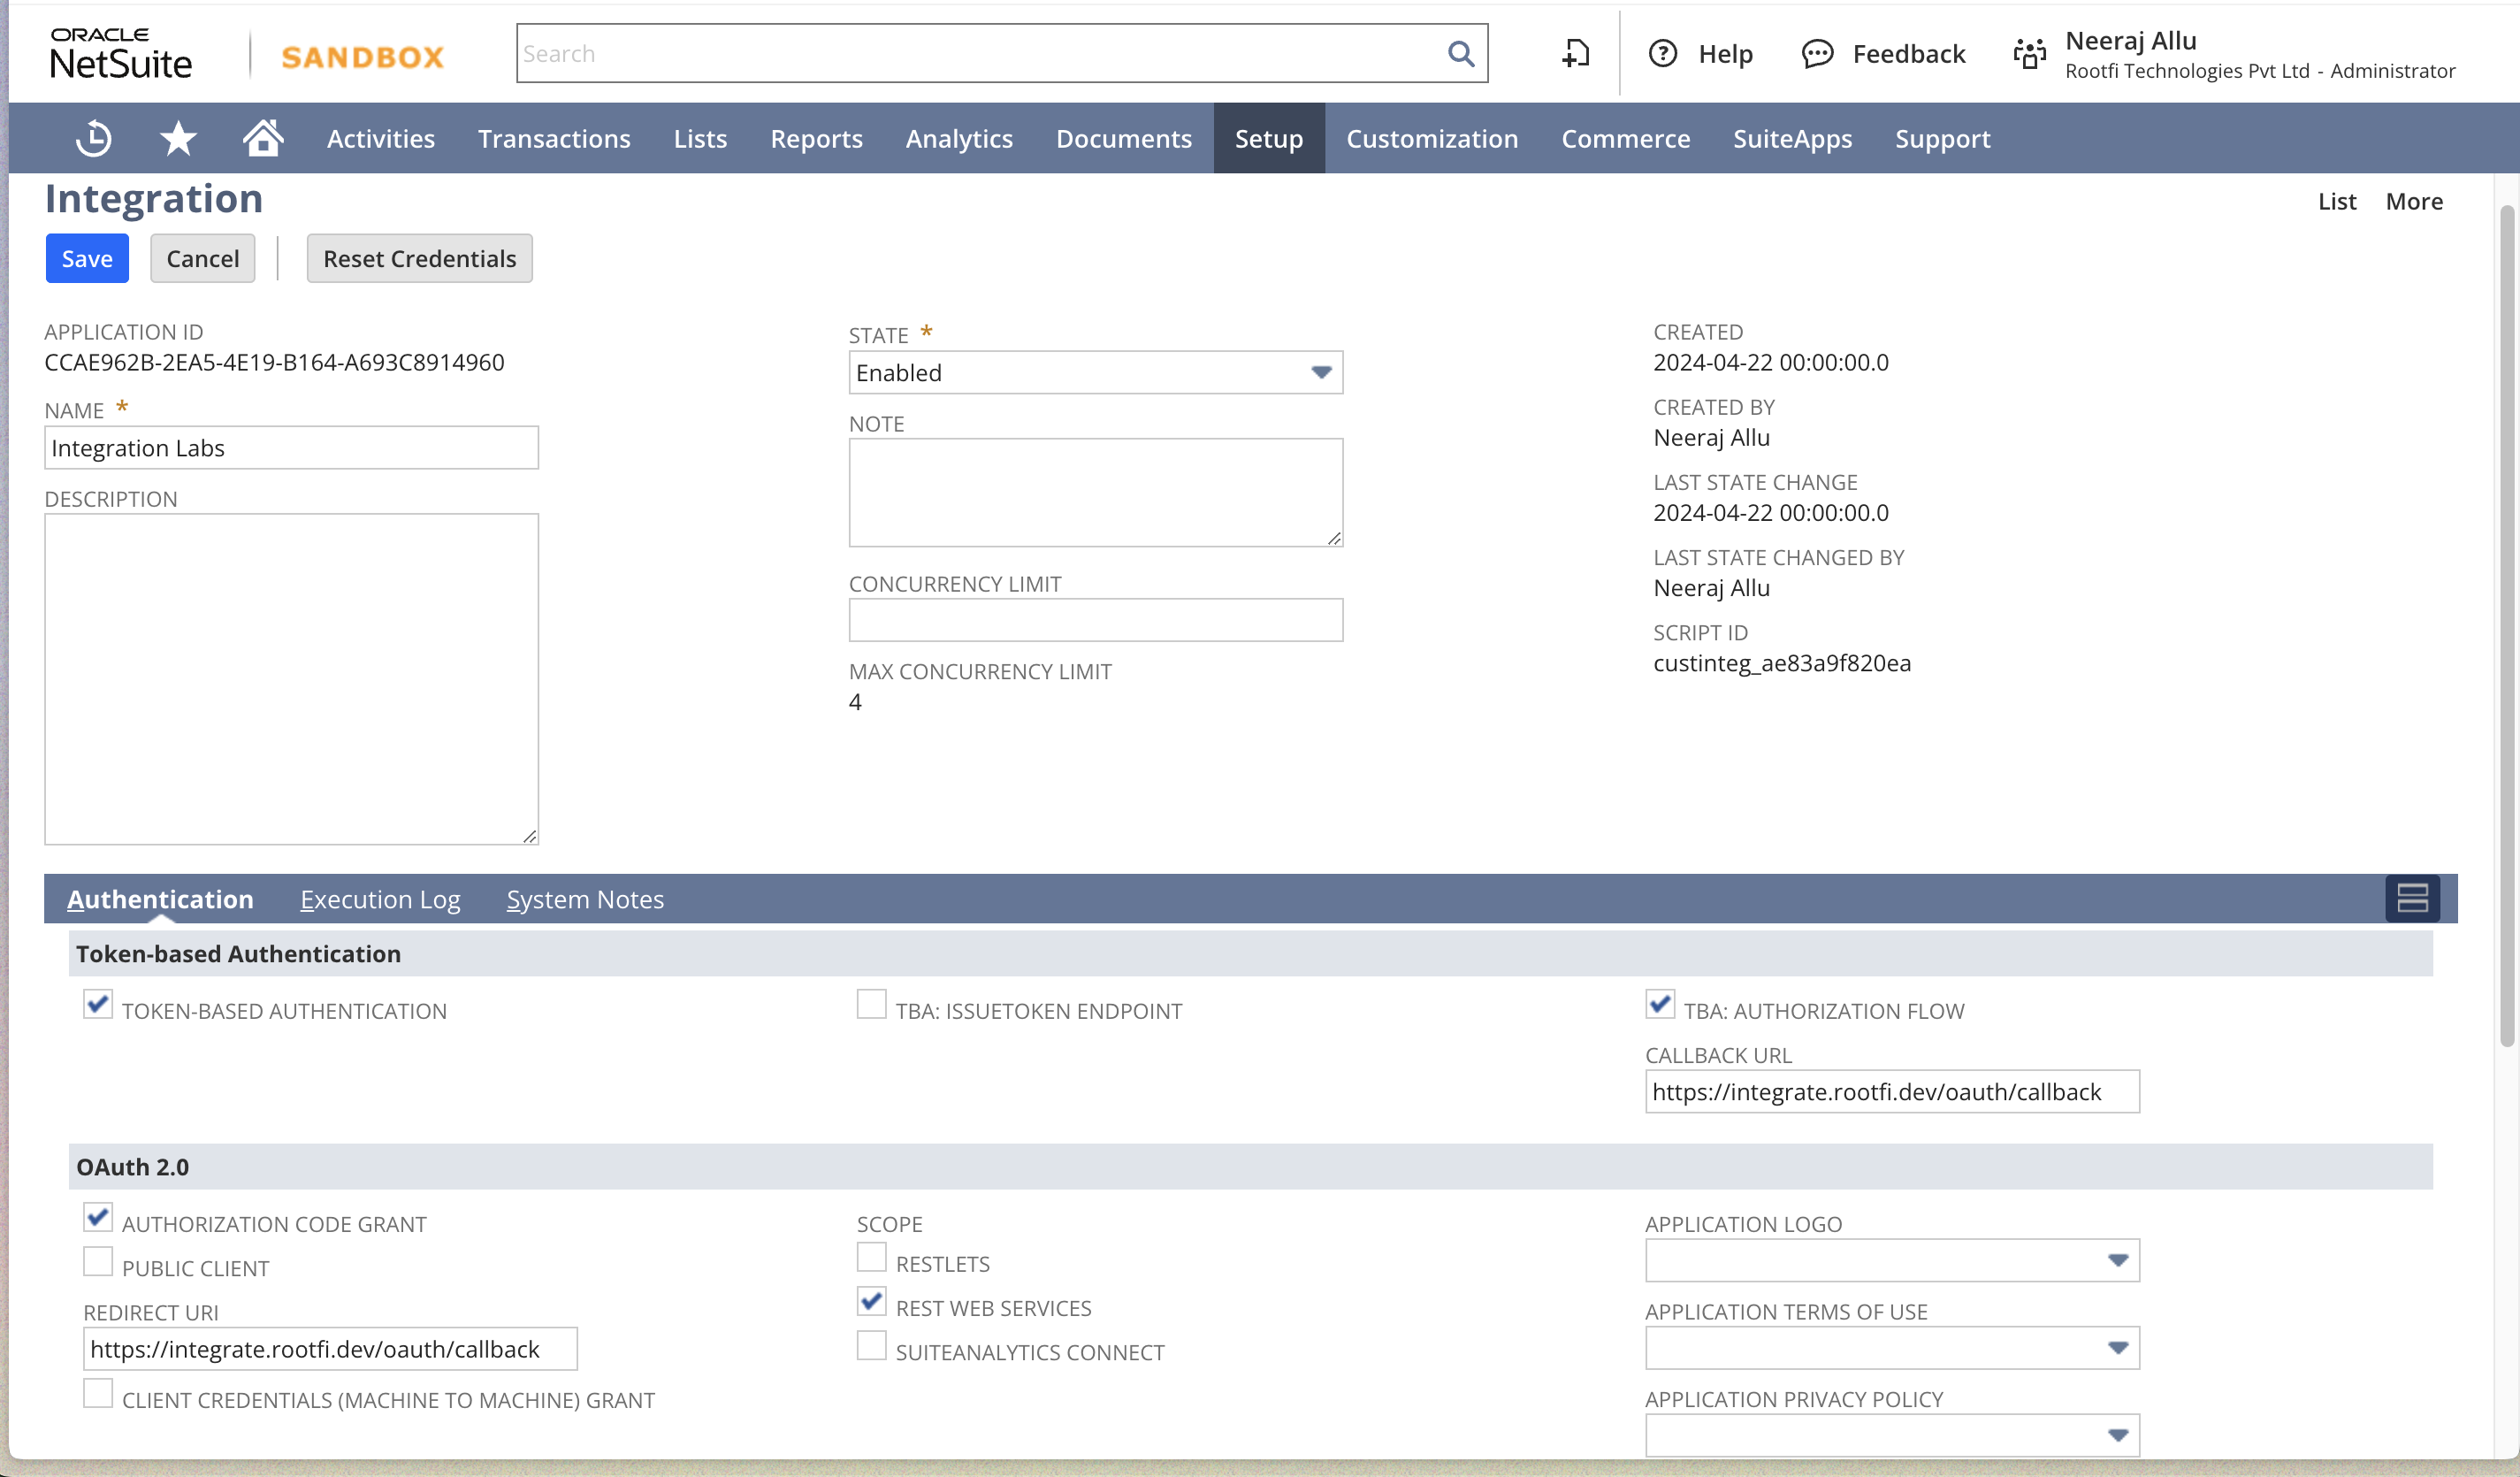 ORACLE
NetSuite
SANDBOX
Search
Help
Feedback
Neeraj Allu
Rootfi Technologies Pvt Ltd - Administrator
Activities
Transactions
Lists
Reports
Analytics
Documents
Setup
Customization
Commerce
SuiteApps
Support
Integration
List
More
Save
Cancel
Reset Credentials
APPLICATION ID
CCAE962B-2EA5-4E19-B164-A693C8914960
NAME *
Integration Labs
DESCRIPTION
STATE *
Enabled
NOTE
CONCURRENCY LIMIT
MAX CONCURRENCY LIMIT
4
CREATED
2024-04-22 00:00:00.0
CREATED BY
Neeraj Allu
LAST STATE CHANGE
2024-04-22 00:00:00.0
LAST STATE CHANGED BY
Neeraj Allu
SCRIPT ID
custinteg_ae83a9f820ea
Authentication
Execution Log
System Notes
Token-based Authentication
TOKEN-BASED AUTHENTICATION
TBA: ISSUETOKEN ENDPOINT
TBA: AUTHORIZATION FLOW
CALLBACK URL
https://integrate.rootfi.dev/oauth/callback
OAuth 2.0
AUTHORIZATION CODE GRANT
PUBLIC CLIENT
REDIRECT URI
https://integrate.rootfi.dev/oauth/callback
CLIENT CREDENTIALS (MACHINE TO MACHINE) GRANT
SCOPE
RESTLETS
REST WEB SERVICES
SUITEANALYTICS CONNECT
APPLICATION LOGO
APPLICATION TERMS OF USE
APPLICATION PRIVACY POLICY